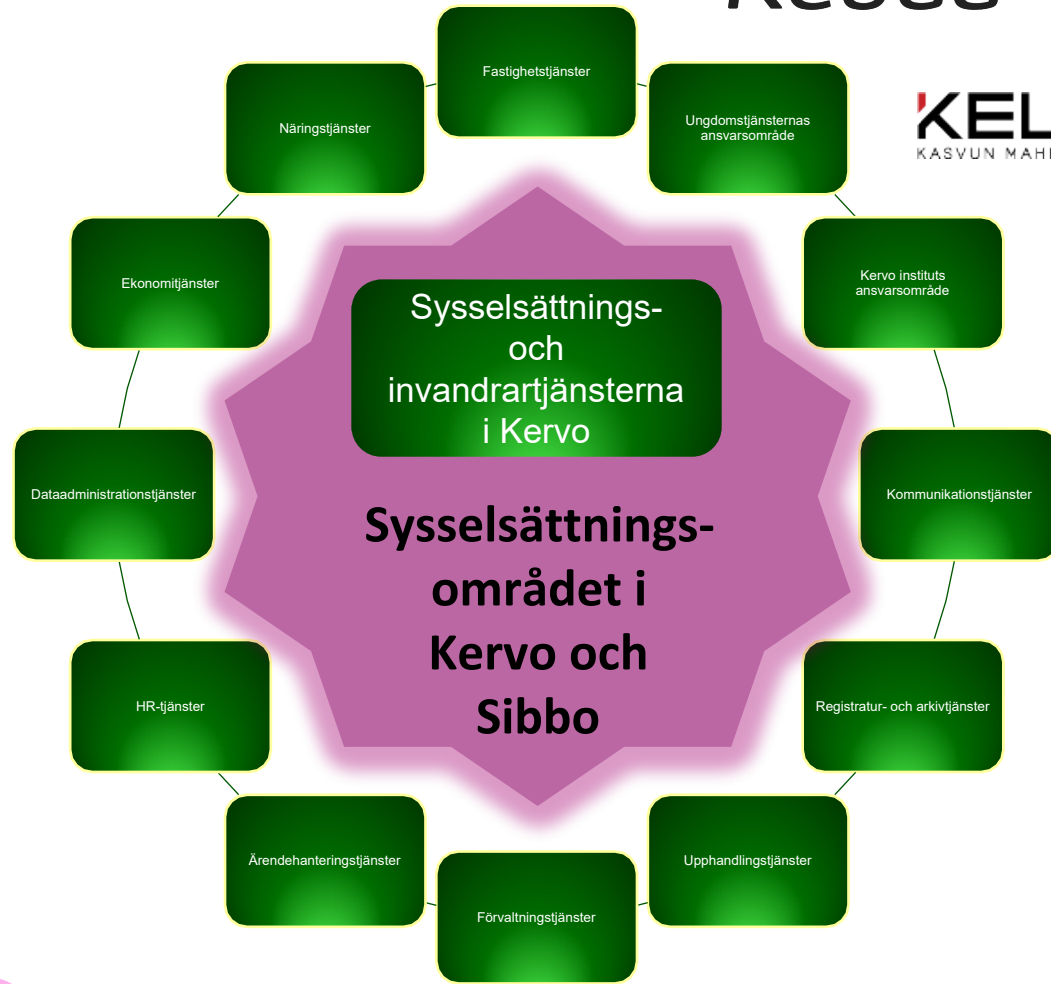 Fastighetstjänster
Ungdomstjänsternas
ansvarsområde
Kervo instituts
ansvarsområde
Kommunikationstjänster
Registratur- och arkivtjänster
Upphandlingstjänster
Förvaltningstjänster
Ärendehanteringstjänster
HR-tjänster
Dataadministrationstjänster
Ekonomitjänster
Näringstjänster
Sysselsättnings-
och
invandrartjänsterna
i Kervo
Sysselsättnings-
området i
Kervo och
Sibbo
KEL
KASVUN MAH